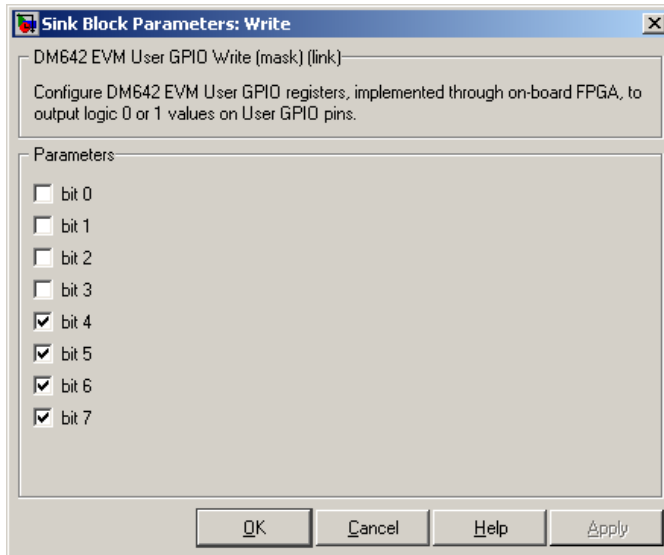 Sink Block Parameters: Write
DM642 EVM User GPIO Write (mask) (link)
Configure DM642 EVM User GPIO registers, implemented through on-board FPGA, to
output logic 0 or 1 values on User GPIO pins.
Parameters
bit 0
bit 1
bit 2
bit 3
bit 4
bit 5
bit 6
bit 7
OK Cancel Help Apply